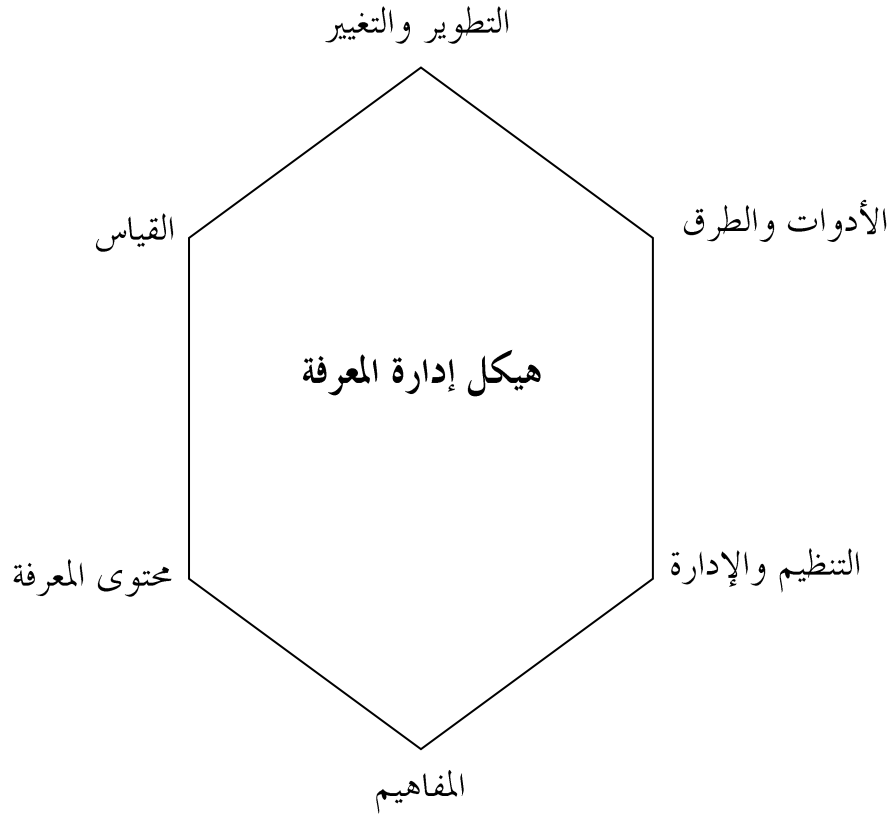 التطوير والتغيير
الأدوات والطرق
القياس
هيكل إدارة المعرفة
التنظيم والإدارة
محتوى المعرفة
المفاهيم